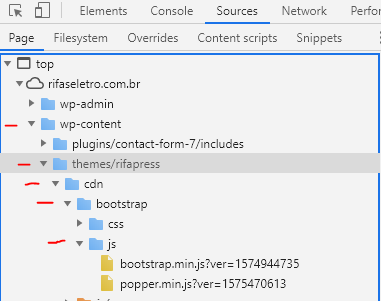 Elements Console Sources Network Perfor
Page Filesystem Overrides Content scripts Snippets
top
rifaseletro.com.br
wp-admin
wp-content
plugins/contact-form-7/includes
themes/rifapress
cdn
bootstrap
css
js
bootstrap.min.js?ver=1574944735
popper.min.js?ver=1575470613